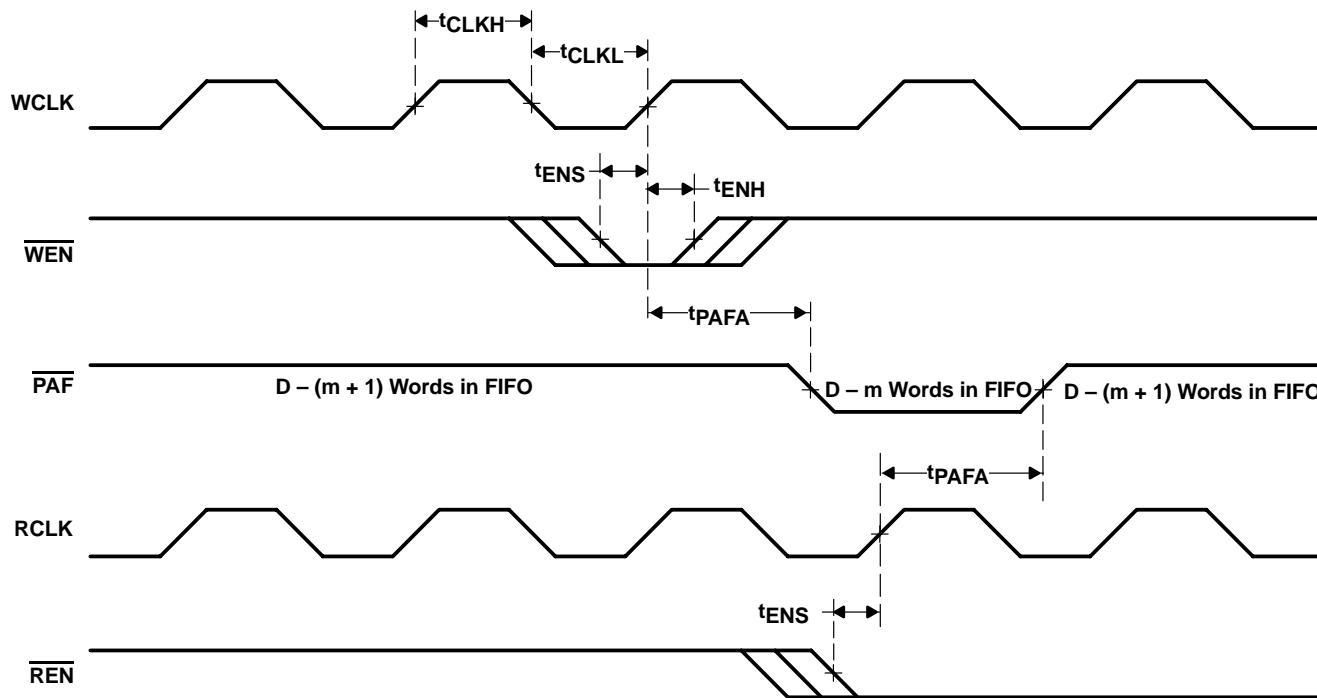 tCLKH
tCLKL
WCLK
tENS
tENH
WEN
tPAFA
PAF
D – (m + 1) Words in FIFO
D – m Words in FIFO
D – (m + 1) Words in FIFO
tPAFA
RCLK
tENS
REN